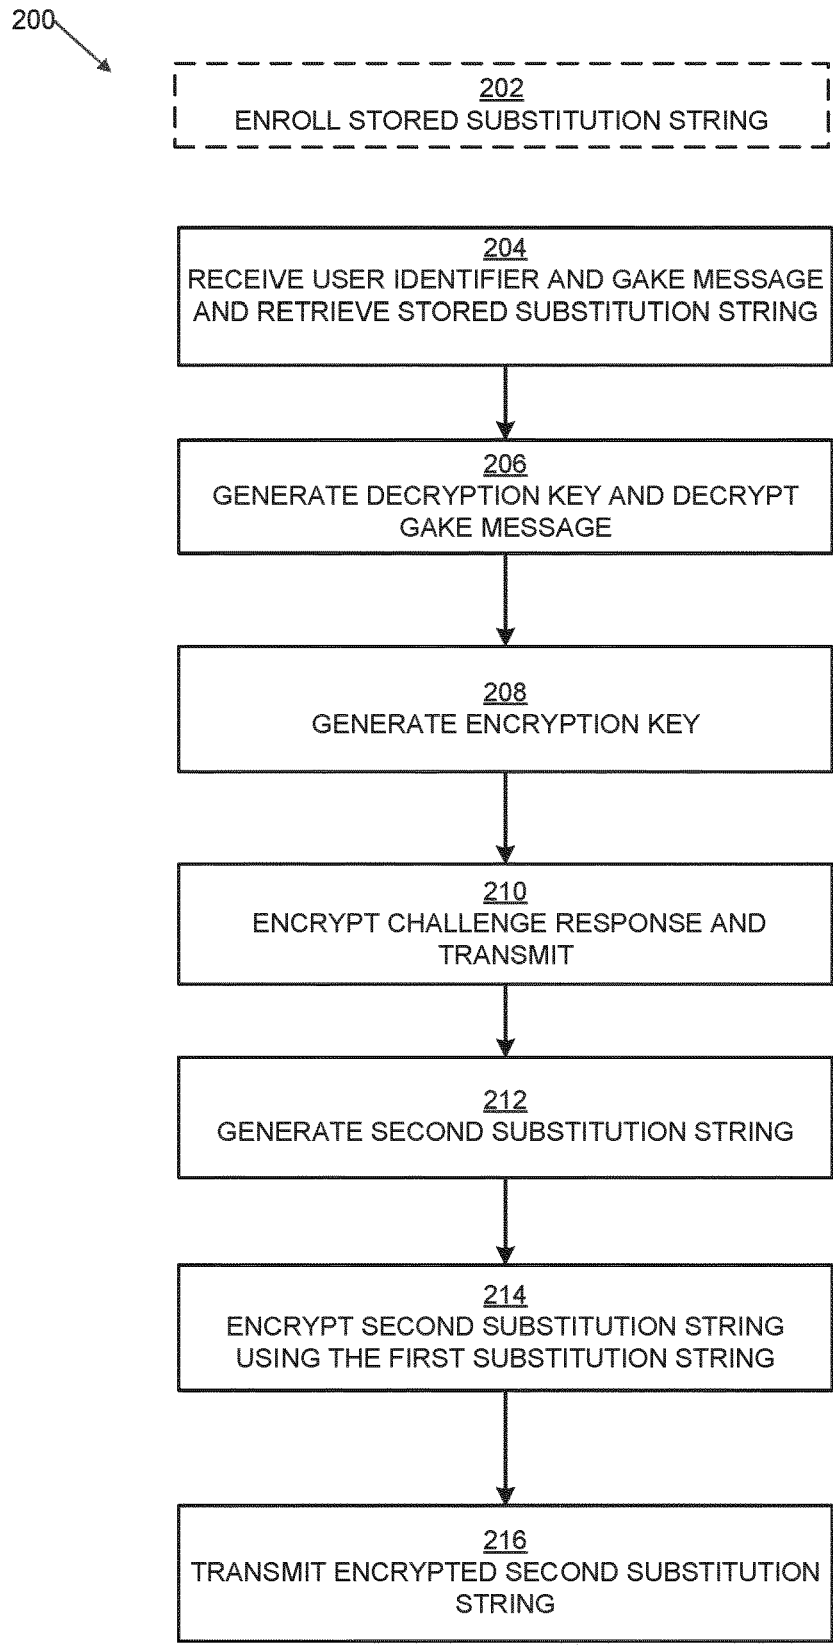 200
202
ENROLL STORED SUBSTITUTION STRING
204
RECEIVE USER IDENTIFIER AND GAKE MESSAGE
AND RETRIEVE STORED SUBSTITUTION STRING
206
GENERATE DECRYPTION KEY AND DECRYPT
GAKE MESSAGE
208
GENERATE ENCRYPTION KEY
210
ENCRYPT CHALLENGE RESPONSE AND
TRANSMIT
212
GENERATE SECOND SUBSTITUTION STRING
214
ENCRYPT SECOND SUBSTITUTION STRING
USING THE FIRST SUBSTITUTION STRING
216
TRANSMIT ENCRYPTED SECOND SUBSTITUTION
STRING